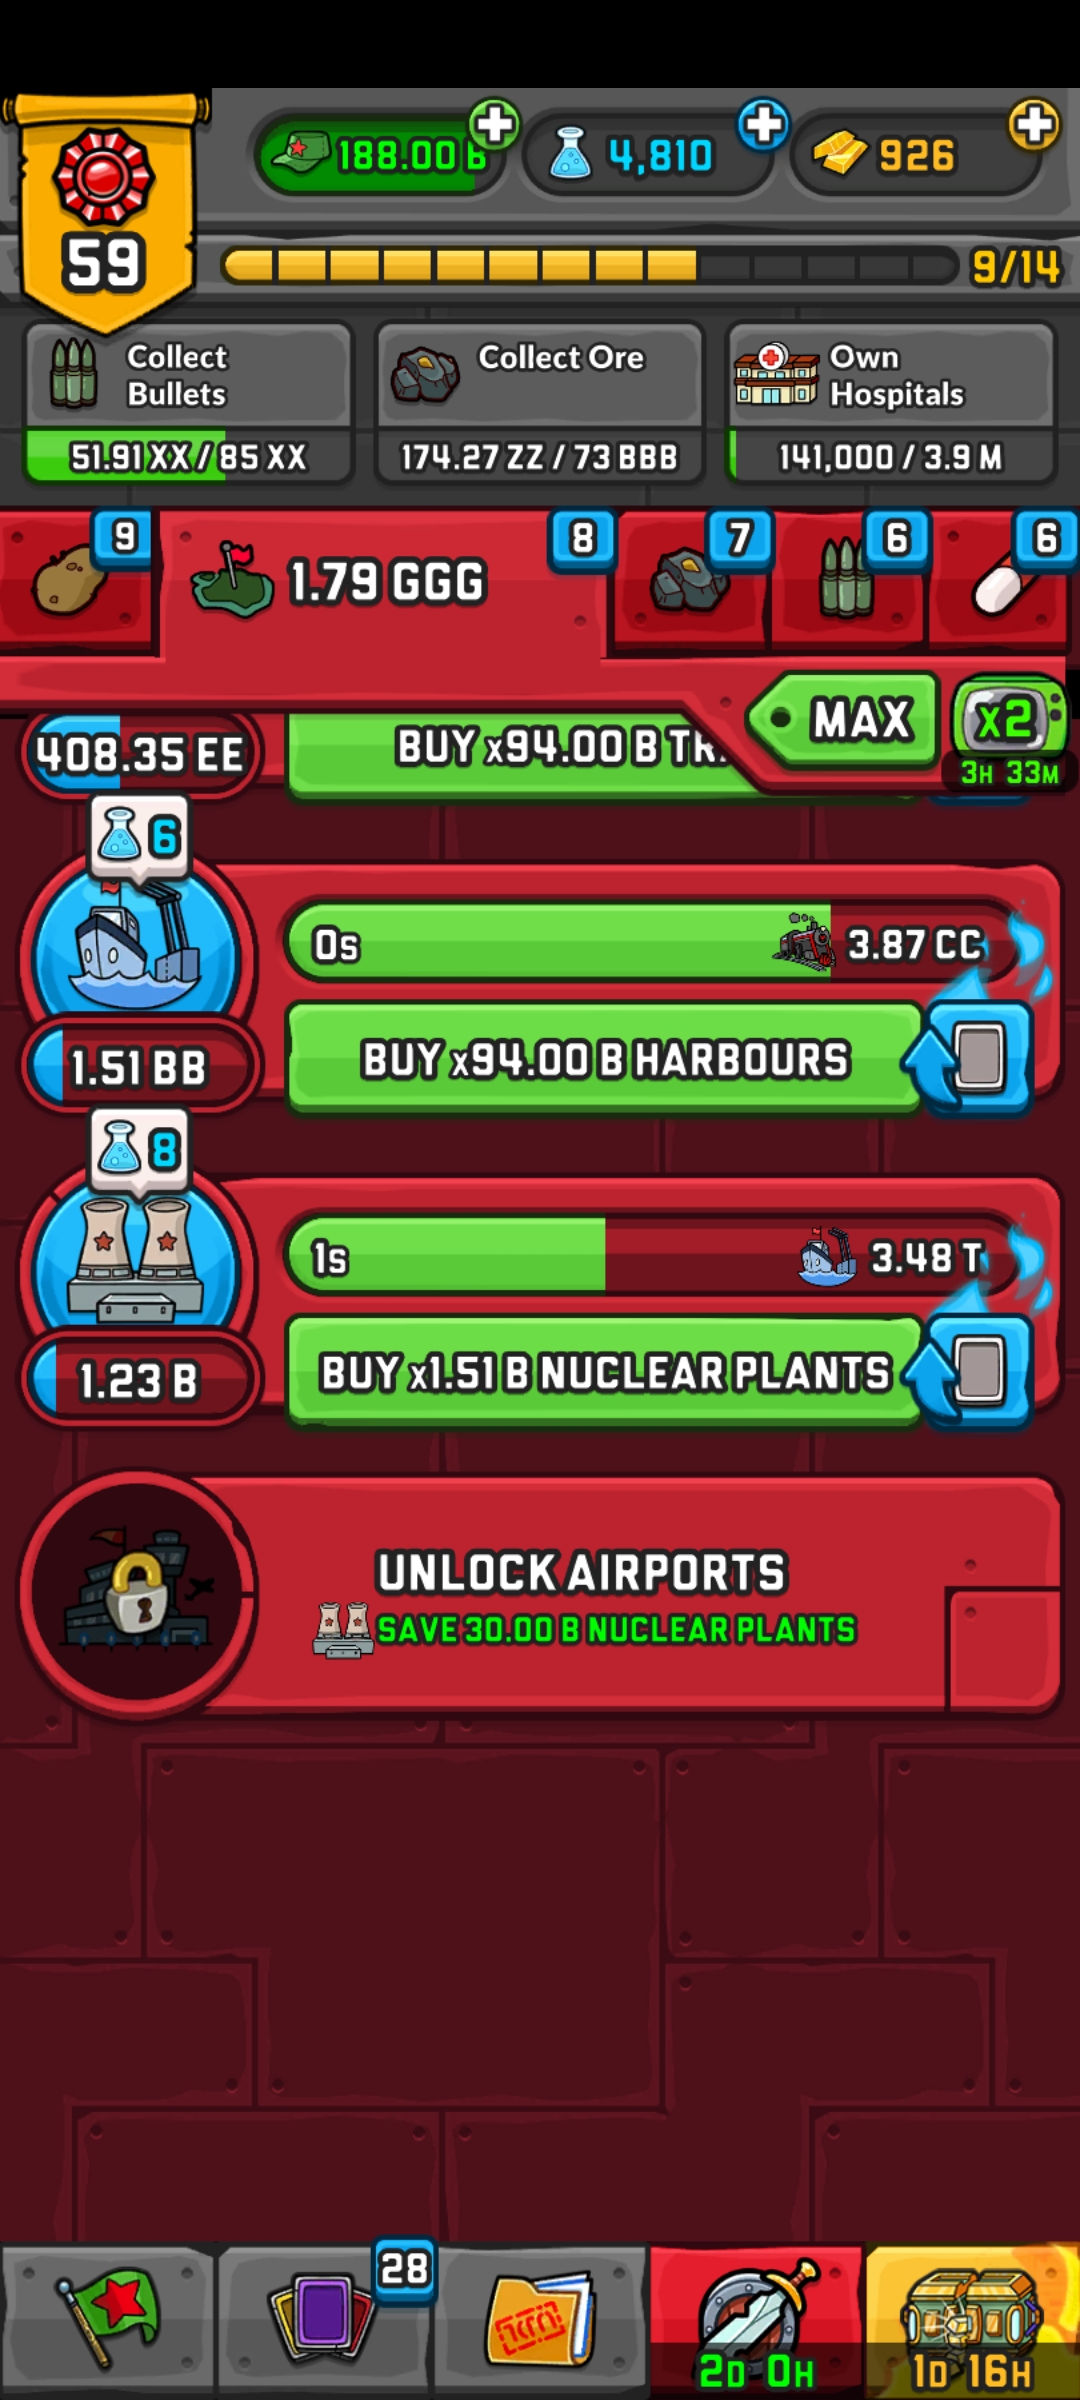 188.00 B
4,810
926
59
9/14
Collect
Bullets
51.91 XX / 85 XX
Collect Ore
174.27 ZZ / 73 BBB
Own
Hospitals
141,000 / 3.9 M
9
1.79 GGG
8
7
6
6
MAX
x2
3H 33M
408.35 EE
BUY x94.00 B
6
0s
3.87 CC
1.51 BB
BUY x94.00 B HARBOURS
8
1s
3.48 T
1.23 B
BUY x1.51 B NUCLEAR PLANTS
UNLOCK AIRPORTS
SAVE 30.00 B NUCLEAR PLANTS
28
2D 0H
1D 16H